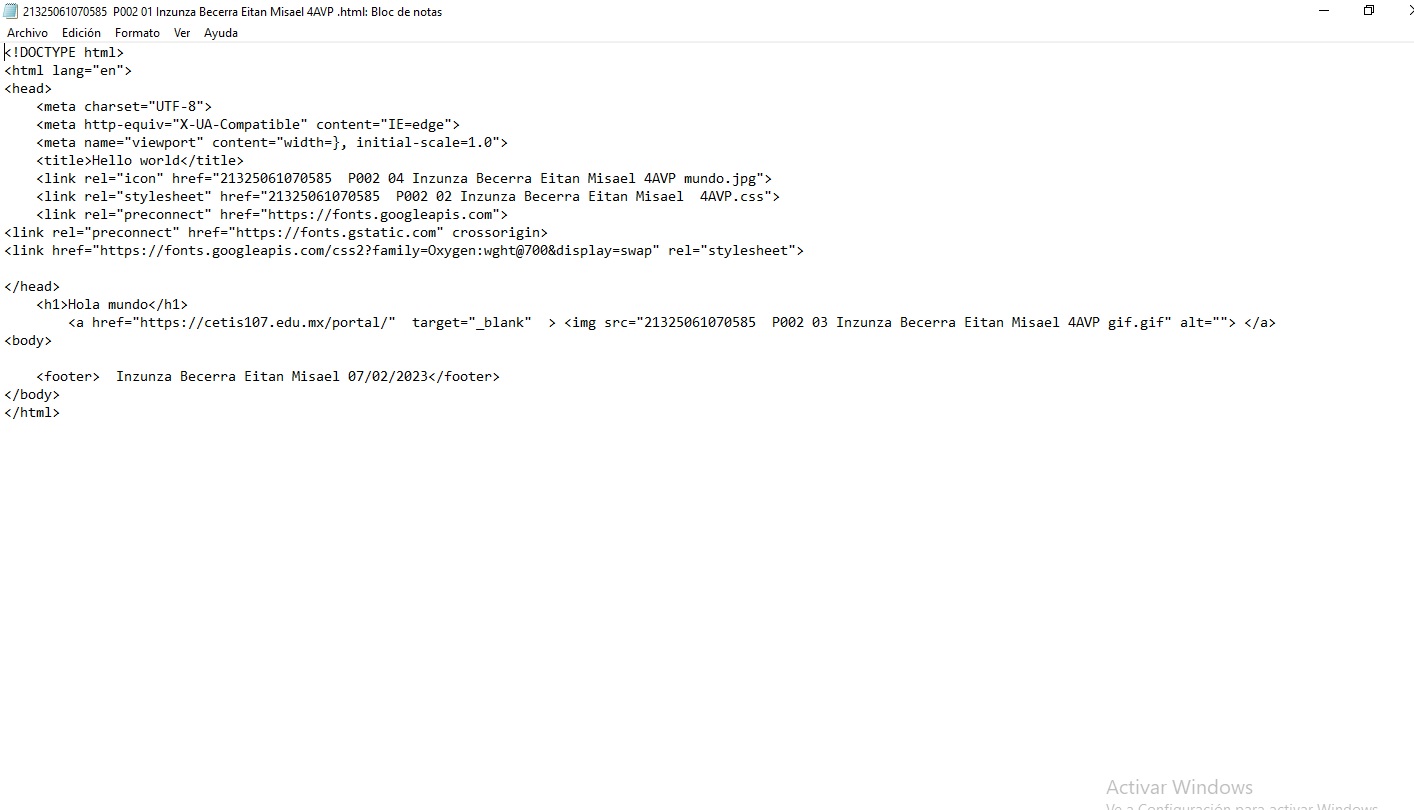 21325061070585  P002 01 Inzunza Becerra Eitan Misael 4AVP .html: Bloc de notas
Archivo Edición Formato Ver Ayuda
<!DOCTYPE html>
<html lang="en">
<head>
    <meta charset="UTF-8">
    <meta http-equiv="X-UA-Compatible" content="IE=edge">
    <meta name="viewport" content="width=}, initial-scale=1.0">
    <title>Hello world</title>
    <link rel="icon" href="21325061070585  P002 04 Inzunza Becerra Eitan Misael 4AVP mundo.jpg">
    <link rel="stylesheet" href="21325061070585  P002 02 Inzunza Becerra Eitan Misael  4AVP.css">
    <link rel="preconnect" href="https://fonts.googleapis.com">
<link rel="preconnect" href="https://fonts.gstatic.com" crossorigin>
<link href="https://fonts.googleapis.com/css2?family=Oxygen:wght@700&display=swap" rel="stylesheet">
</head>
    <h1>Hola mundo</h1>
        <a href="https://cetis107.edu.mx/portal/"  target="_blank"  > <img src="21325061070585  P002 03 Inzunza Becerra Eitan Misael 4AVP gif.gif" alt=""> </a>
<body>
    <footer>  Inzunza Becerra Eitan Misael 07/02/2023</footer>
</body>
</html>
Activar Windows
Ve a Configuración para activar Windows.